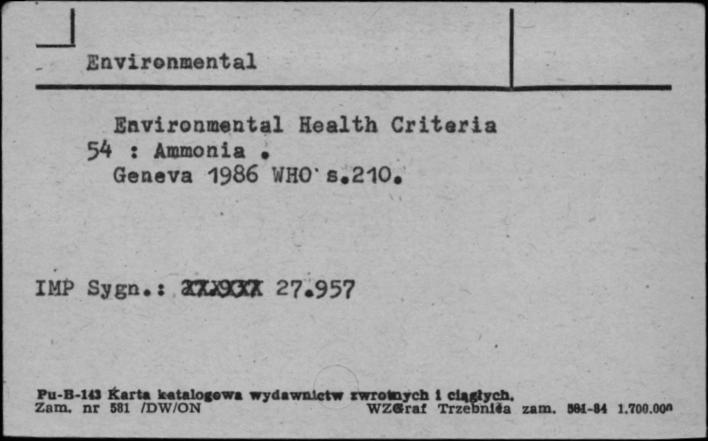 Environmental
Environmental Health Criteria
54 : Ammonia .
Geneva 1986 WHO s.210.
IMP Sygn.: 27.957
Pu-B-143 Karta katalogowa wydawnictw zwrotnych i ciągłych.
Zam. nr 581 /DW/ON WZGraf Trzebnica zam. 581-84 1.700.000